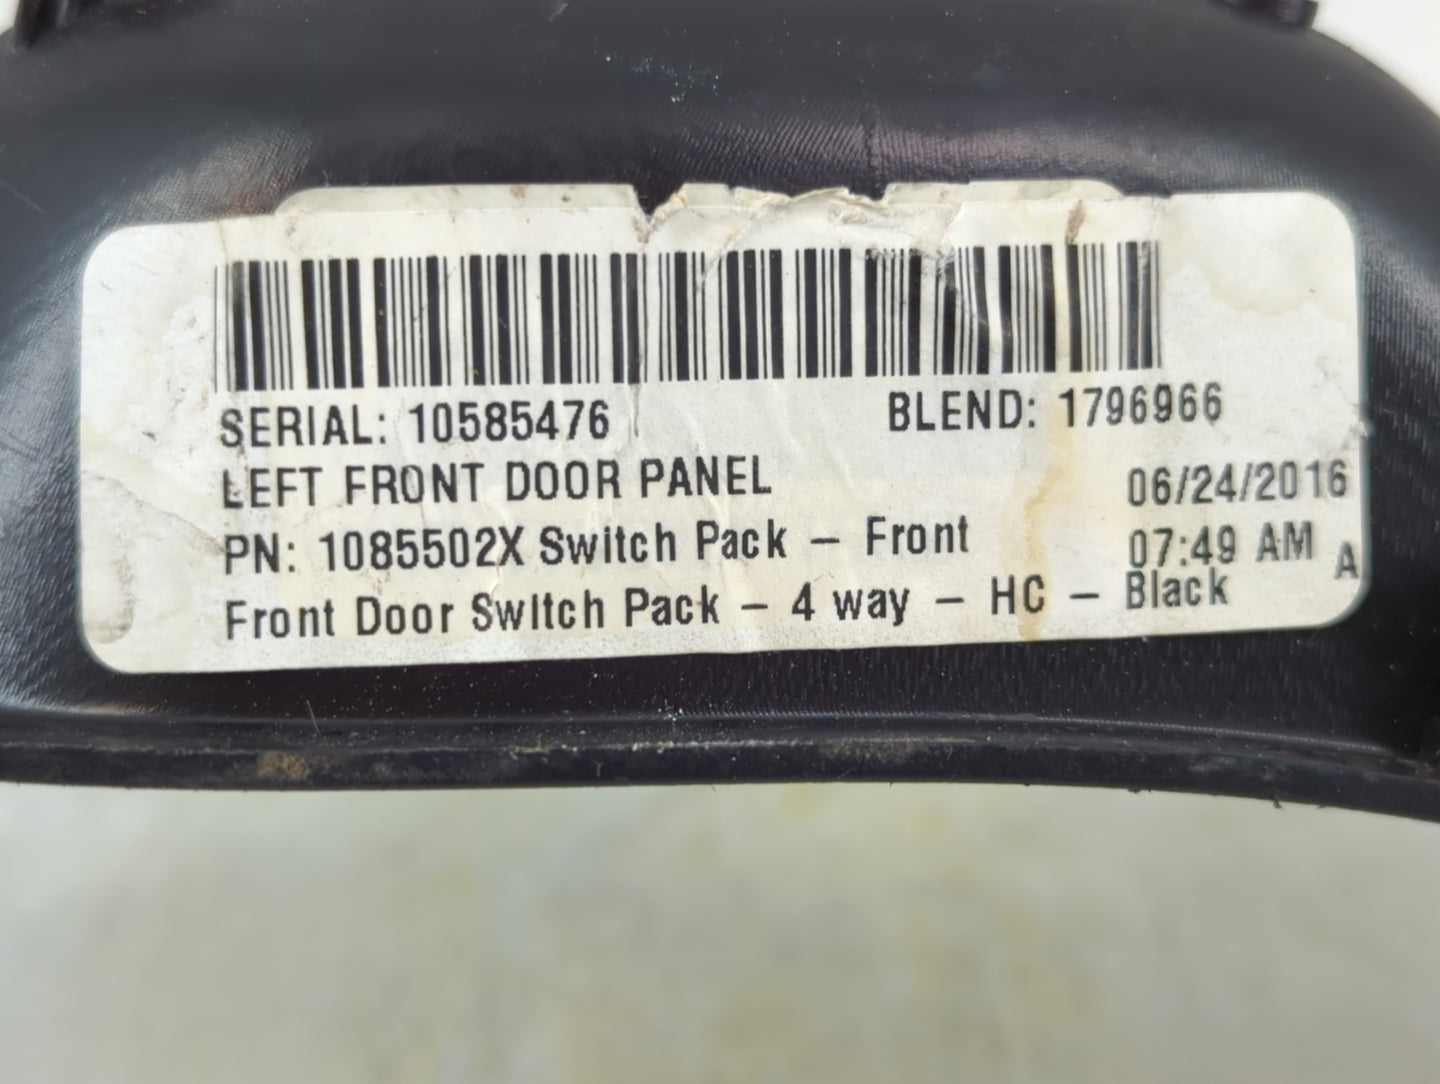 SERIAL: 10585476 BLEND: 1796966
LEFT FRONT DOOR PANEL 06/24/2016
PN: 1085502X Switch Pack - Front 07:49 AM A
Front Door Switch Pack - 4 way - HC - Black